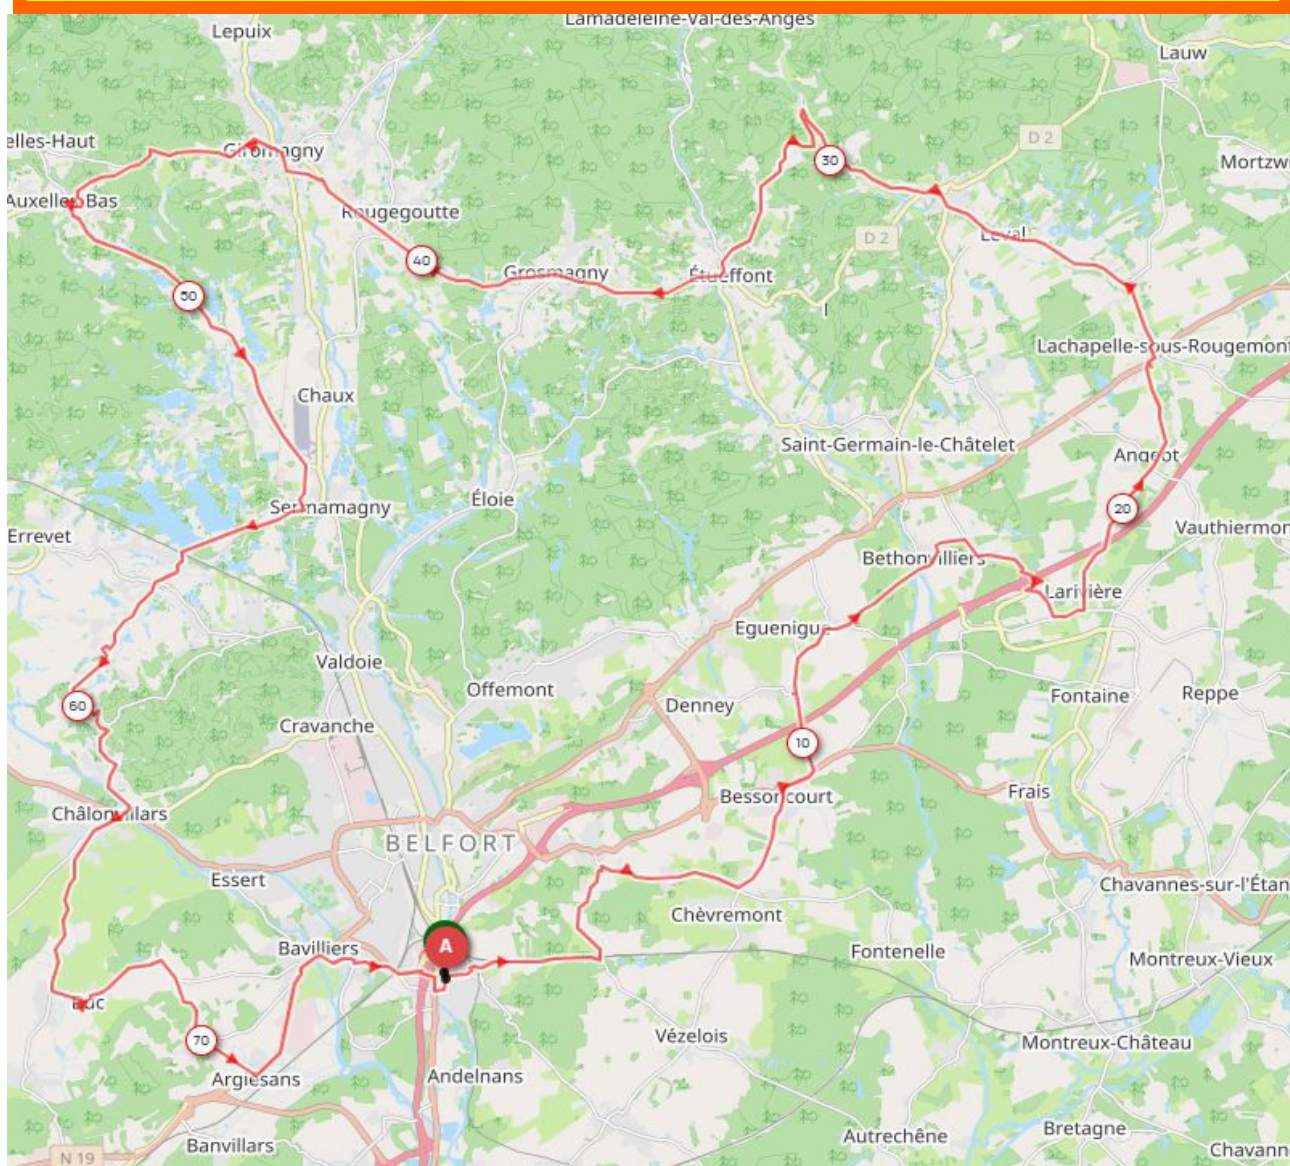 Lamadeleine-Val-des-Anges
Lepuix
Lauw
D 2
elles-Haut
Giromagny
30
Mortzwi
Auxelles-Bas
Rougegoutte
D 2
Leval
40
Grosmagny
Étueffont
50
Lachapelle-sous-Rougemont
Chaux
Saint-Germain-le-Châtelet
Angeot
Éloie
Sermamagny
20
Vauthiermon
Errevet
Bethonvilliers
Larivière
Eguenigue
Valdoie
Offemont
Fontaine
Reppe
60
Denney
Cravanche
10
Frais
Bessoncourt
Châlonvillars
BELFORT
Essert
Chavannes-sur-l'Étan
Chèvremont
A
Bavilliers
Fontenelle
Montreux-Vieux
Buc
70
Vézelois
Montreux-Château
Argiésans
Andelnans
Bretagne
Autrechêne
Banvillars
Chavann
N 19